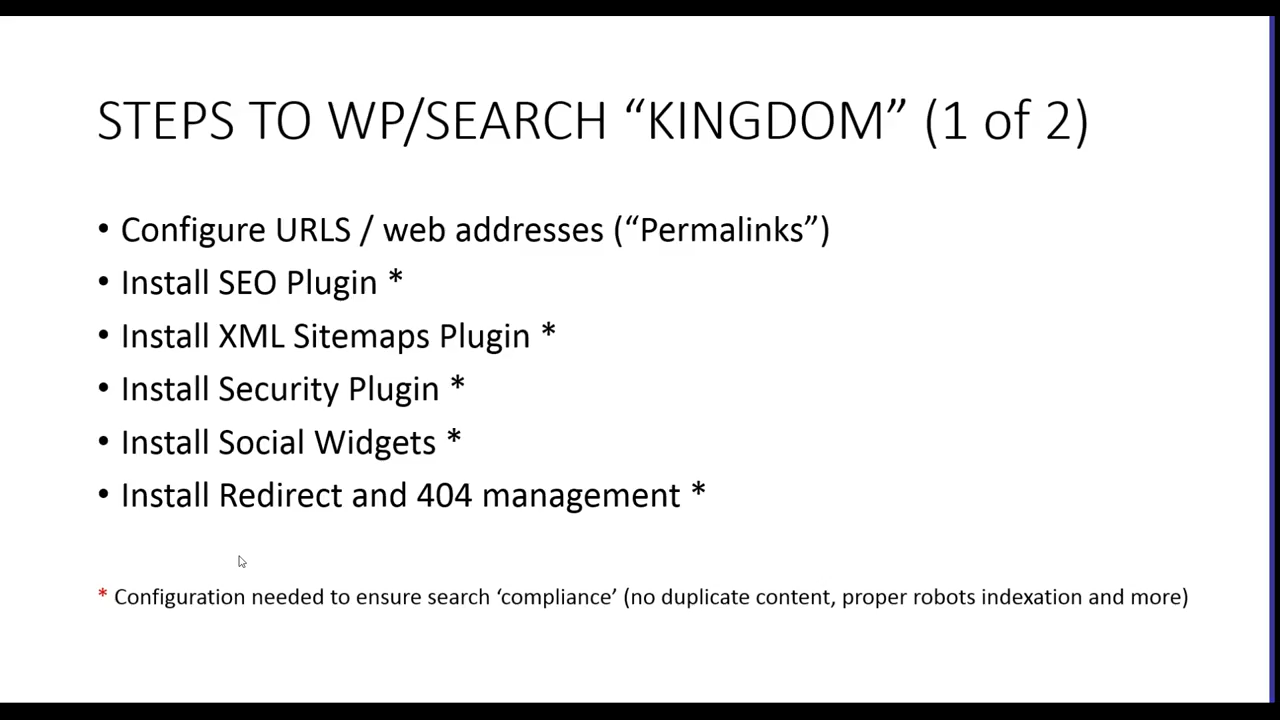 STEPS TO WP/SEARCH “KINGDOM” (1 of 2)
• Configure URLS / web addresses (“Permalinks”)
• Install SEO Plugin *
• Install XML Sitemaps Plugin *
• Install Security Plugin *
• Install Social Widgets *
• Install Redirect and 404 management *
* Configuration needed to ensure search ‘compliance’ (no duplicate content, proper robots indexation and more)